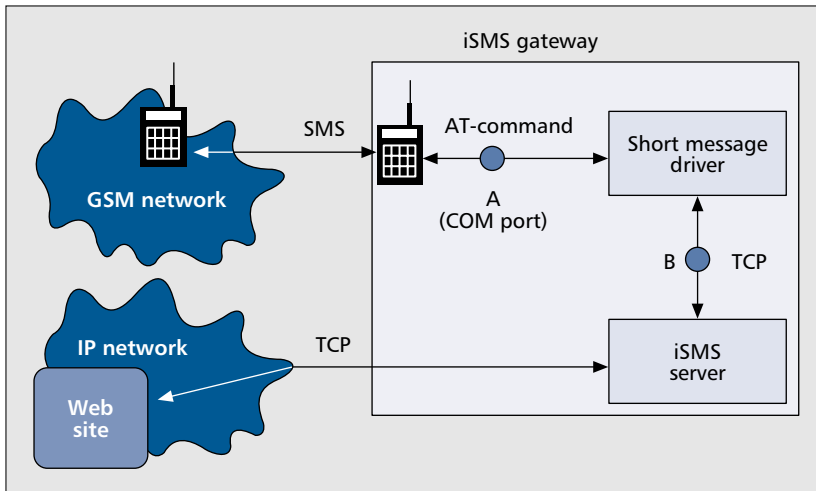 iSMS gateway
SMS
AT-command
Short message
driver
GSM network
A
(COM port)
B
TCP
IP network
TCP
iSMS
server
Web
site